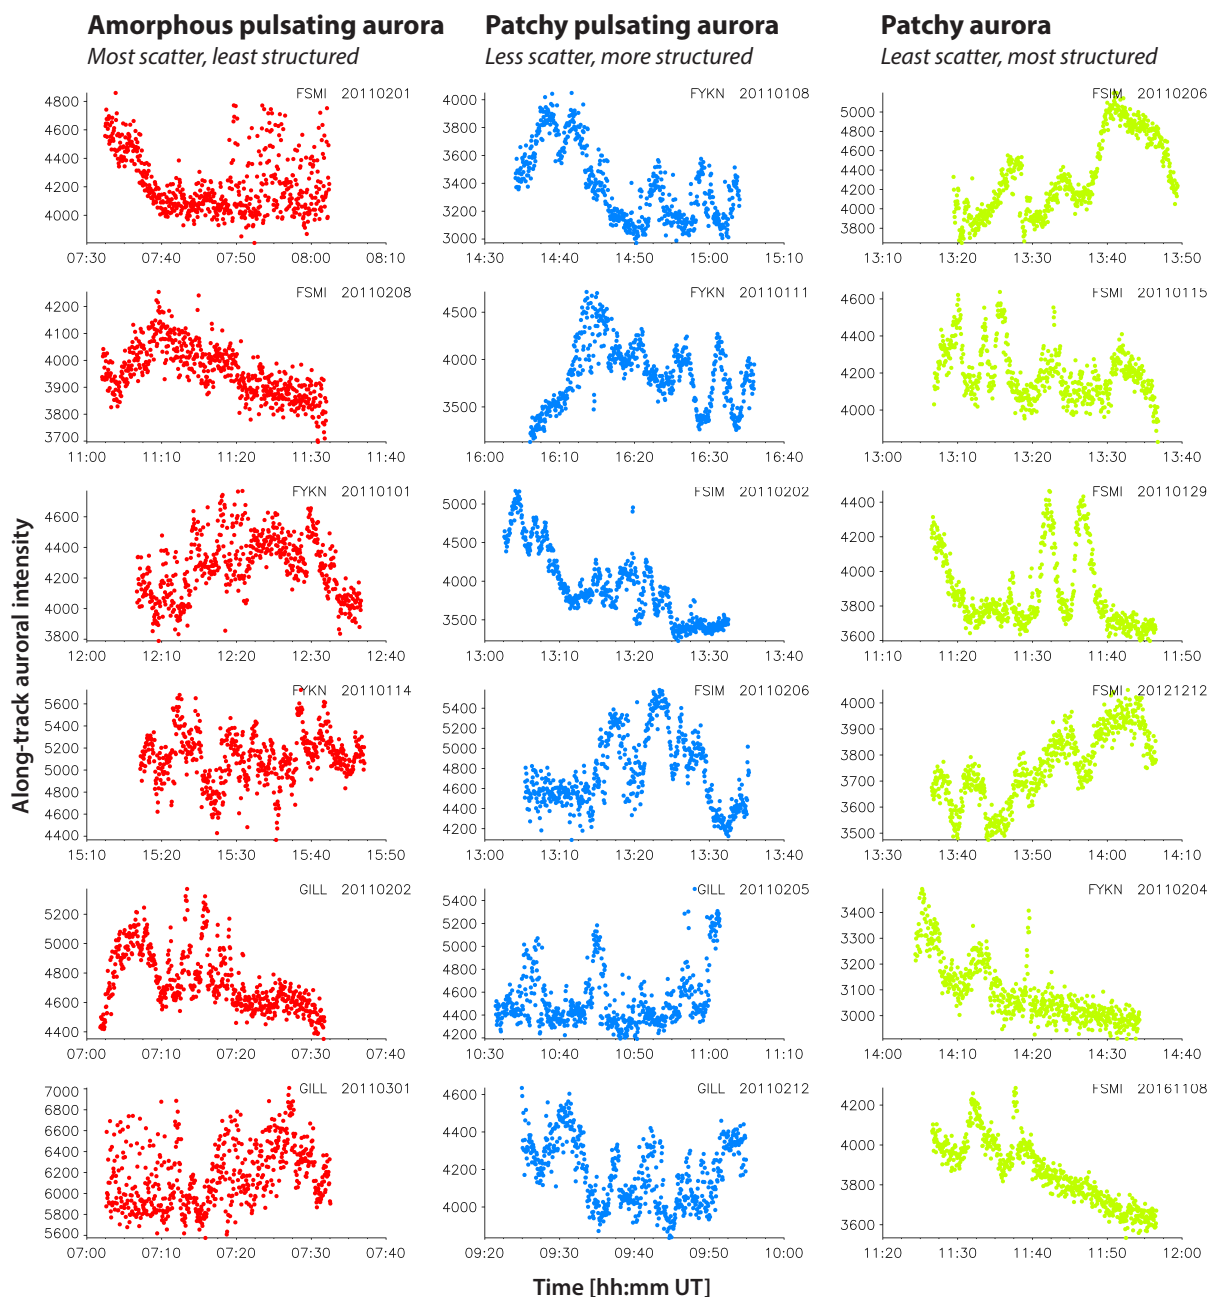 Amorphous pulsating aurora
Most scatter, least structured
Patchy pulsating aurora
Less scatter, more structured
Patchy aurora
Least scatter, most structured
Along-track auroral intensity
FSMI 20110201
4800
4600
4400
4200
4000
07:30 07:40 07:50 08:00 08:10
FYKN 20110108
4000
3800
3600
3400
3200
3000
14:30 14:40 14:50 15:00 15:10
FSIM 20110206
5000
4800
4600
4400
4200
4000
3800
13:10 13:20 13:30 13:40 13:50
FSMI 20110208
4200
4100
4000
3900
3800
3700
11:00 11:10 11:20 11:30 11:40
FYKN 20110111
4500
4000
3500
16:00 16:10 16:20 16:30 16:40
FSMI 20110115
4600
4400
4200
4000
13:00 13:10 13:20 13:30 13:40
FYKN 20110101
4600
4400
4200
4000
3800
12:00 12:10 12:20 12:30 12:40
FSIM 20110202
5000
4500
4000
3500
13:00 13:10 13:20 13:30 13:40
FSMI 20110129
4400
4200
4000
3800
3600
11:10 11:20 11:30 11:40 11:50
FYKN 20110114
5600
5400
5200
5000
4800
4600
4400
15:10 15:20 15:30 15:40 15:50
FSIM 20110206
5400
5200
5000
4800
4600
4400
4200
13:00 13:10 13:20 13:30 13:40
FSMI 20121212
4000
3900
3800
3700
3600
3500
13:30 13:40 13:50 14:00 14:10
GILL 20110202
5200
5000
4800
4600
4400
07:00 07:10 07:20 07:30 07:40
GILL 20110205
5400
5200
5000
4800
4600
4400
4200
10:30 10:40 10:50 11:00 11:10
FYKN 20110204
3400
3300
3200
3100
3000
14:00 14:10 14:20 14:30 14:40
GILL 20110301
7000
6800
6600
6400
6200
6000
5800
5600
07:00 07:10 07:20 07:30 07:40
GILL 20110212
4600
4400
4200
4000
09:20 09:30 09:40 09:50 10:00
FSMI 20161108
4200
4000
3800
3600
11:20 11:30 11:40 11:50 12:00
Time [hh:mm UT]